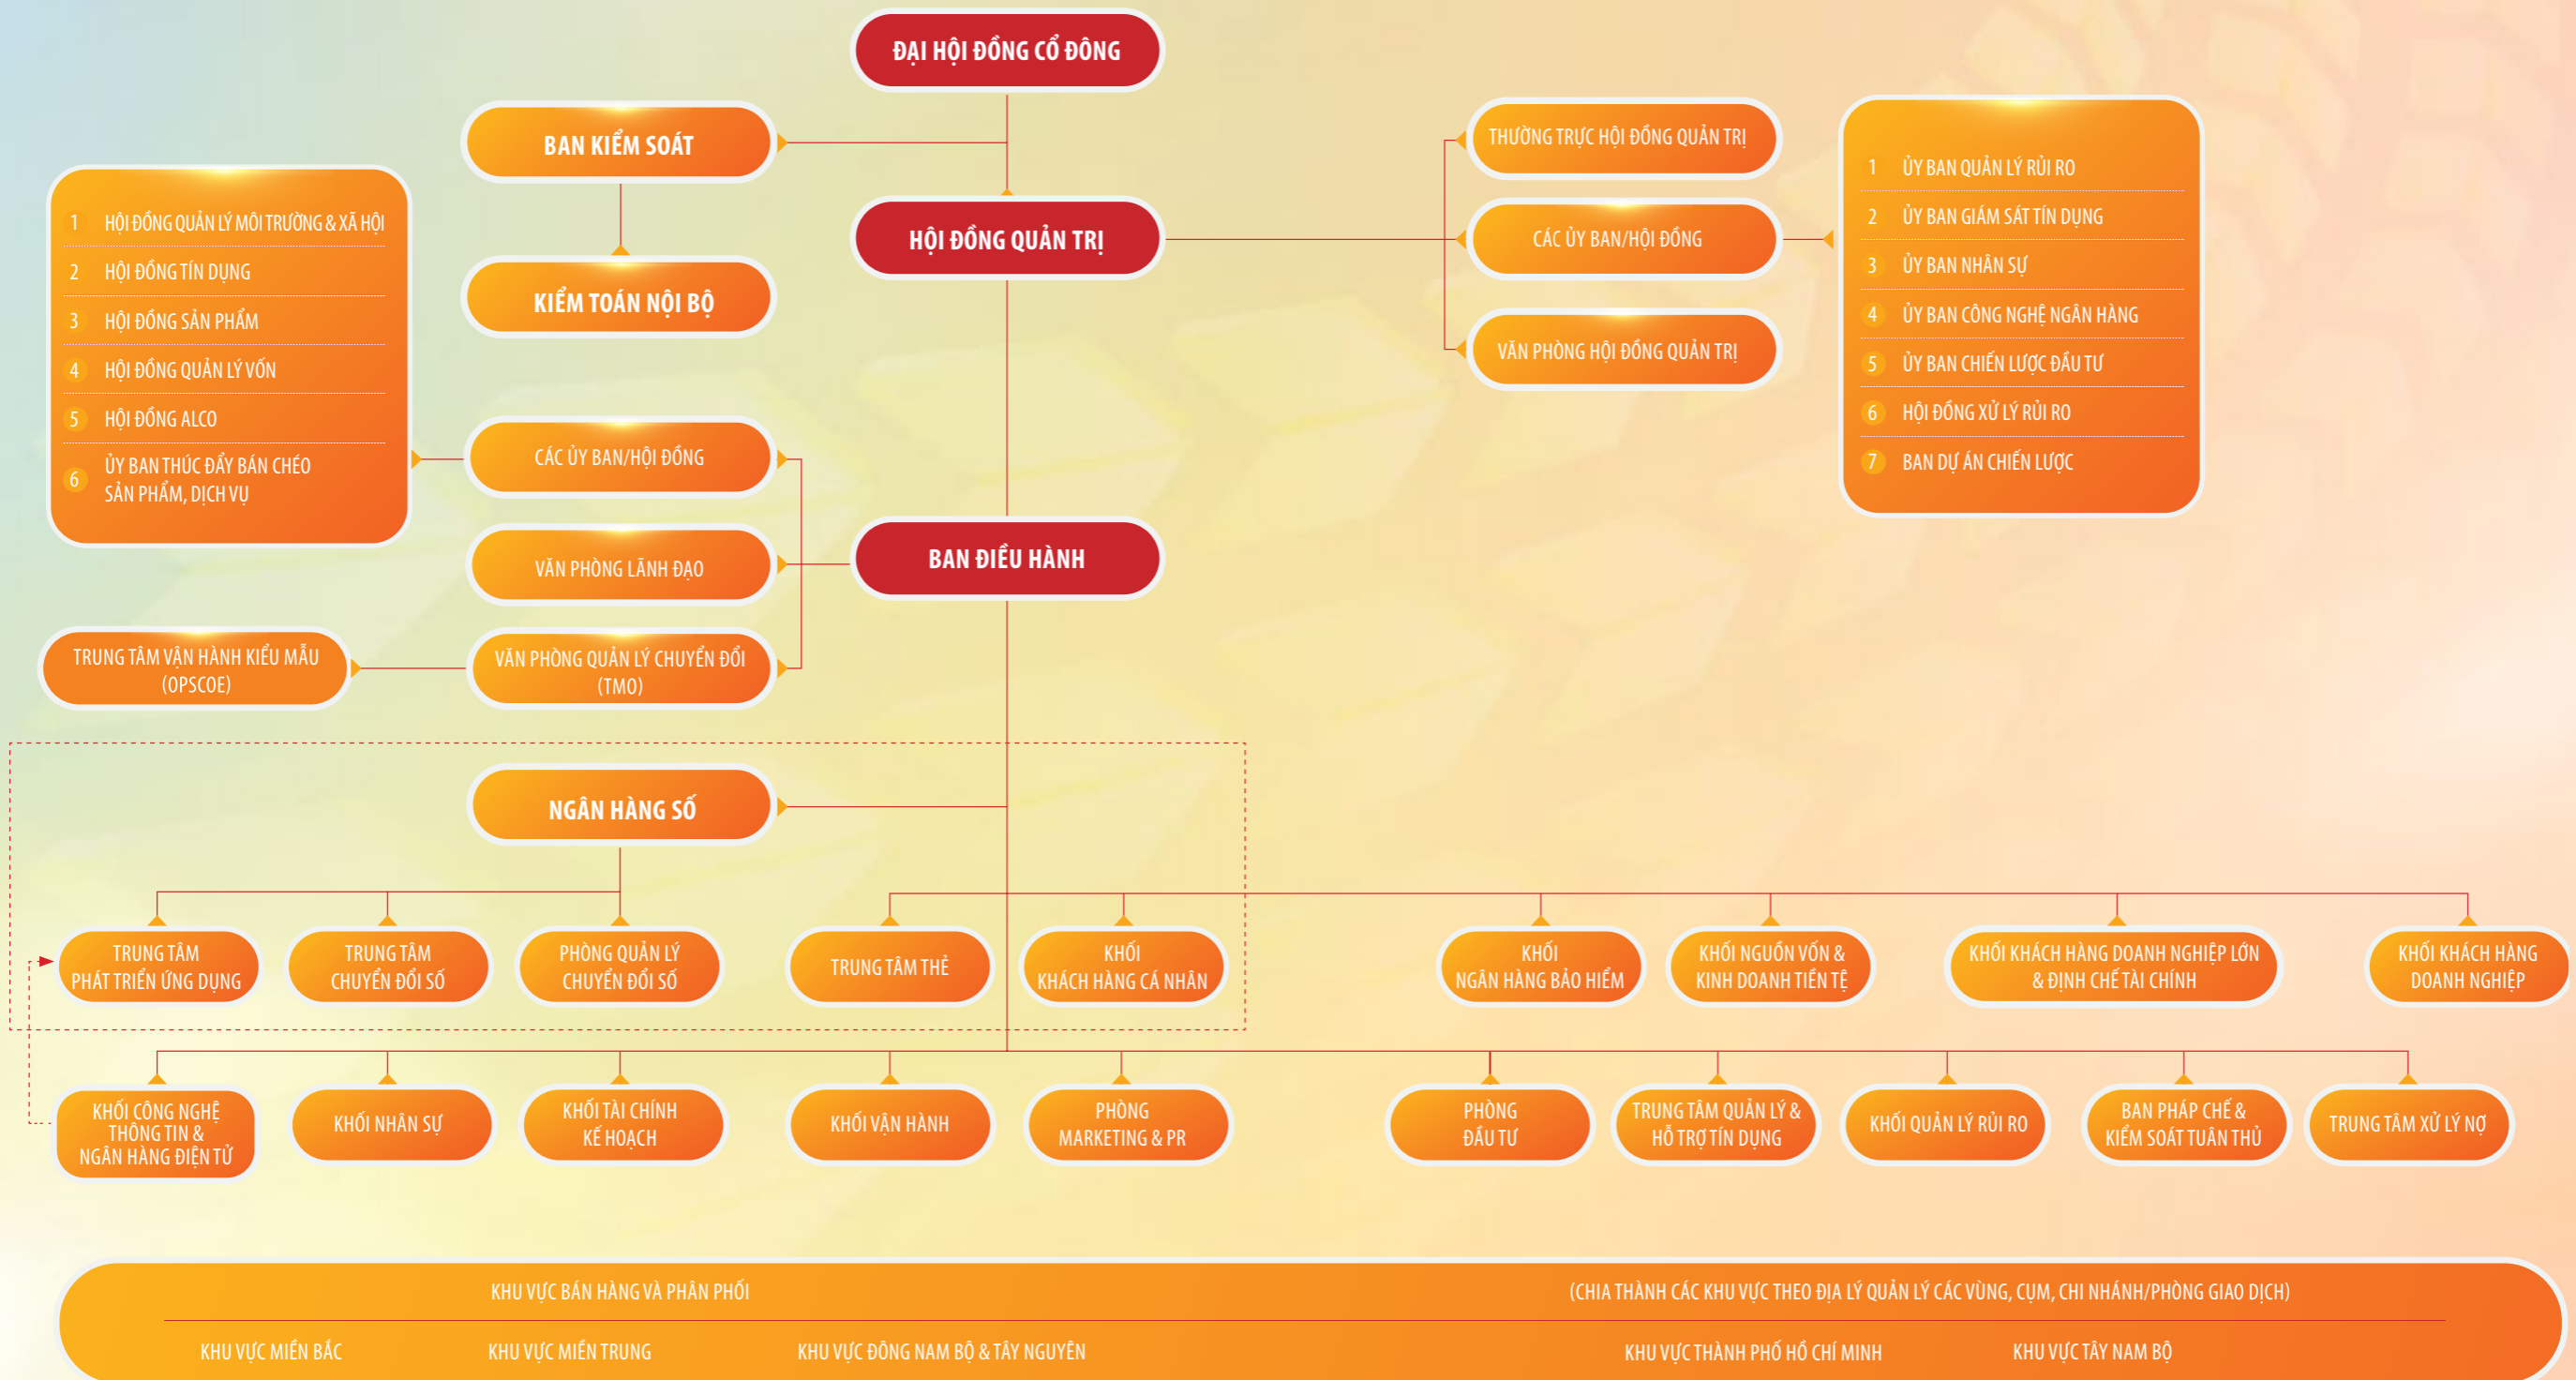 ĐẠI HỘI ĐỒNG CỔ ĐÔNG
BAN KIỂM SOÁT
KIỂM TOÁN NỘI BỘ
HỘI ĐỒNG QUẢN TRỊ
THƯỜNG TRỰC HỘI ĐỒNG QUẢN TRỊ
CÁC ỦY BAN/HỘI ĐỒNG
VĂN PHÒNG HỘI ĐỒNG QUẢN TRỊ
1 ỦY BAN QUẢN LÝ RỦI RO
2 ỦY BAN GIÁM SÁT TÍN DỤNG
3 ỦY BAN NHÂN SỰ
4 ỦY BAN CÔNG NGHỆ NGÂN HÀNG
5 ỦY BAN CHIẾN LƯỢC ĐẦU TƯ
6 HỘI ĐỒNG XỬ LÝ RỦI RO
7 BAN DỰ ÁN CHIẾN LƯỢC
1 HỘI ĐỒNG QUẢN LÝ MÔI TRƯỜNG & XÃ HỘI
2 HỘI ĐỒNG TÍN DỤNG
3 HỘI ĐỒNG SẢN PHẨM
4 HỘI ĐỒNG QUẢN LÝ VỐN
5 HỘI ĐỒNG ALCO
6 ỦY BAN THÚC ĐẨY BÁN CHÉO
SẢN PHẨM, DỊCH VỤ
CÁC ỦY BAN/HỘI ĐỒNG
VĂN PHÒNG LÃNH ĐẠO
BAN ĐIỀU HÀNH
TRUNG TÂM VẬN HÀNH KIỂU MẪU
(OPSCOE)
VĂN PHÒNG QUẢN LÝ CHUYỂN ĐỔI
(TMO)
NGÂN HÀNG SỐ
TRUNG TÂM
PHÁT TRIỂN ỨNG DỤNG
TRUNG TÂM
CHUYỂN ĐỔI SỐ
PHÒNG QUẢN LÝ
CHUYỂN ĐỔI SỐ
TRUNG TÂM THẺ
KHỐI
KHÁCH HÀNG CÁ NHÂN
KHỐI
NGÂN HÀNG BẢO HIỂM
KHỐI NGUỒN VỐN &
KINH DOANH TIỀN TỆ
KHỐI KHÁCH HÀNG DOANH NGHIỆP LỚN
& ĐỊNH CHẾ TÀI CHÍNH
KHỐI KHÁCH HÀNG
DOANH NGHIỆP
KHỐI CÔNG NGHỆ
THÔNG TIN &
NGÂN HÀNG ĐIỆN TỬ
KHỐI NHÂN SỰ
KHỐI TÀI CHÍNH
KẾ HOẠCH
KHỐI VẬN HÀNH
PHÒNG
MARKETING & PR
PHÒNG
ĐẦU TƯ
TRUNG TÂM QUẢN LÝ &
HỖ TRỢ TÍN DỤNG
KHỐI QUẢN LÝ RỦI RO
BAN PHÁP CHẾ &
KIỂM SOÁT TUÂN THỦ
TRUNG TÂM XỬ LÝ NỢ
KHU VỰC BÁN HÀNG VÀ PHÂN PHỐI
(CHIA THÀNH CÁC KHU VỰC THEO ĐỊA LÝ QUẢN LÝ CÁC VÙNG, CỤM, CHI NHÁNH/PHÒNG GIAO DỊCH)
KHU VỰC MIỀN BẮC
KHU VỰC MIỀN TRUNG
KHU VỰC ĐÔNG NAM BỘ & TÂY NGUYÊN
KHU VỰC THÀNH PHỐ HỒ CHÍ MINH
KHU VỰC TÂY NAM BỘ